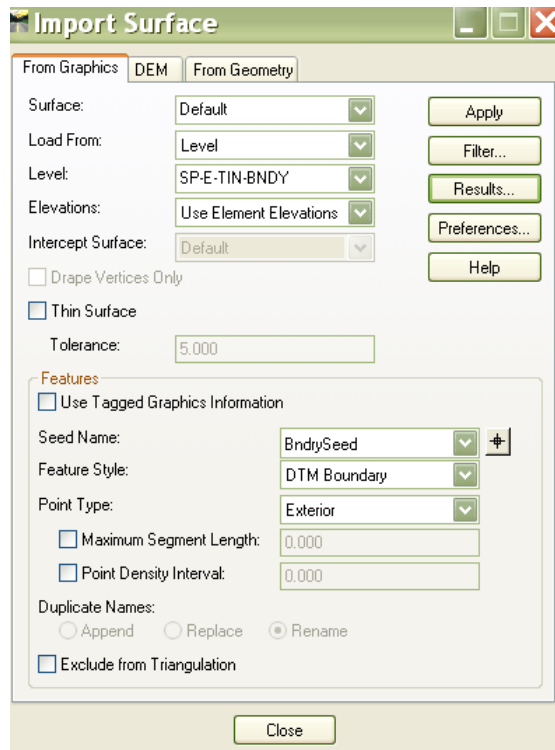 Import Surface
From Graphics DEM From Geometry
Surface: Default Apply
Load From: Level Filter...
Level: SP-E-TIN-BNDY Results...
Elevations: Use Element Elevations Preferences...
Intercept Surface: Default Help
Drape Vertices Only
Thin Surface
Tolerance: 5.000
Features
Use Tagged Graphics Information
Seed Name: BndrySeed
Feature Style: DTM Boundary
Point Type: Exterior
Maximum Segment Length: 0.000
Point Density Interval: 0.000
Duplicate Names:
Append Replace Rename
Exclude from Triangulation
Close